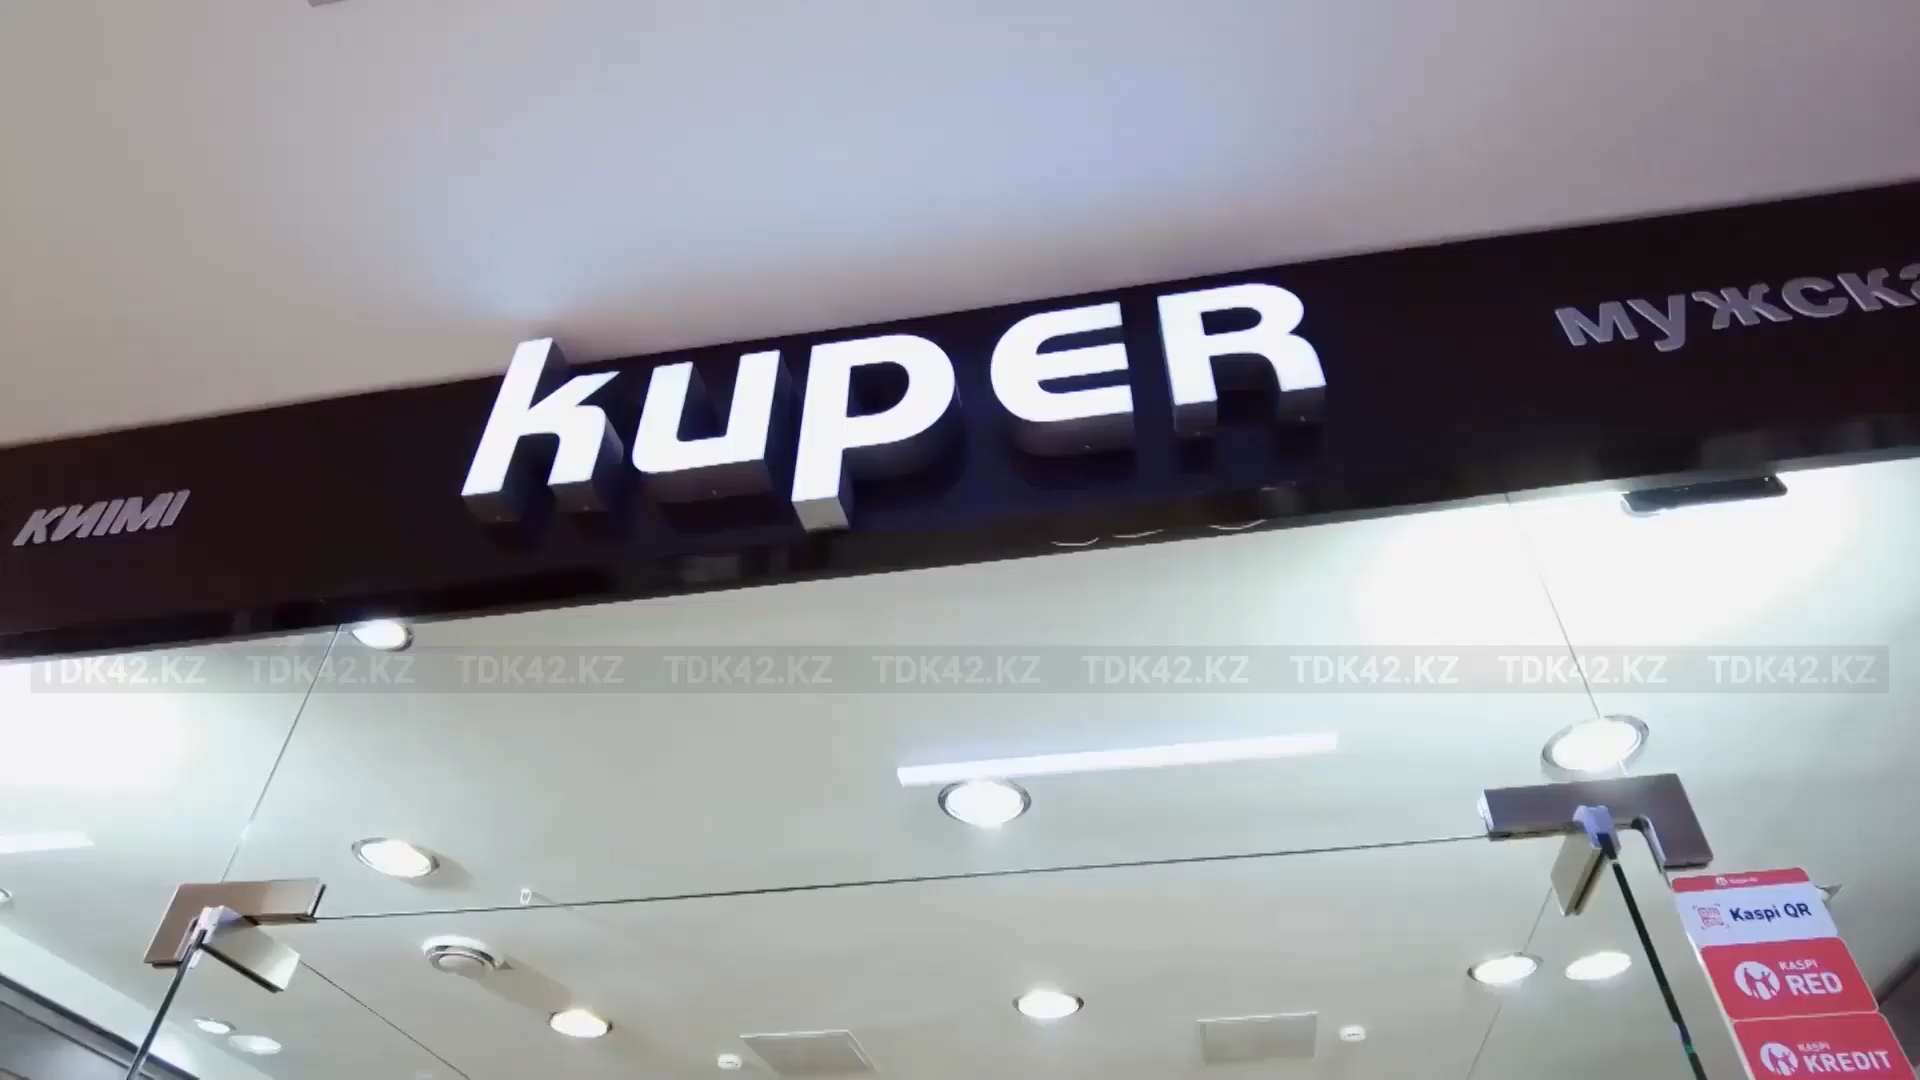 КИІМІ kupER мужска
TDK42.KZ TDK42.KZ TDK42.KZ TDK42.KZ TDK42.KZ TDK42.KZ TDK42.KZ TDK42.KZ TDK42.KZ
Kaspi QR
KASPI
RED
KASPI
KREDIT